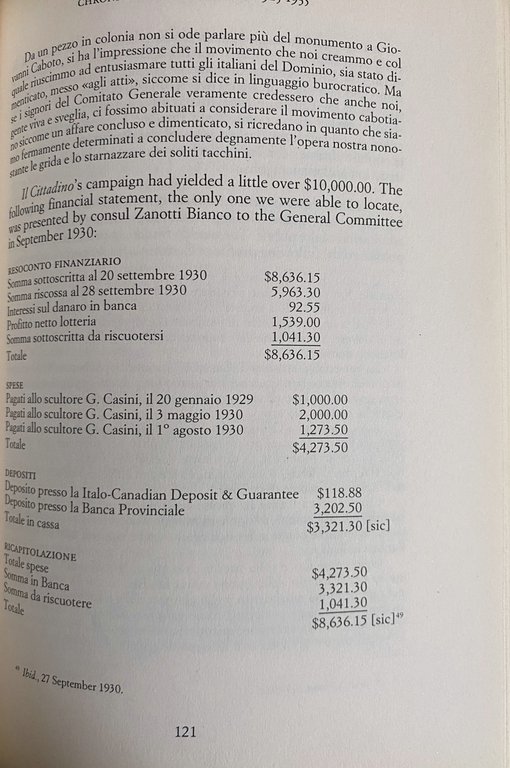 Da un pezzo in colonia non si ode parlare più del monumento a Gio-
vanni Caboto, si ha l'impressione che il movimento che noi creammo e col
quale riuscimmo ad entusiasmare tutti gli italiani del Dominio, sia stato di-
menticato, messo «agli atti», siccome si dice in linguaggio burocratico. Ma
se i signori del Comitato Generale veramente credessero che anche noi,
gente viva e sveglia, ci fossimo abituati a considerare il movimento cabotia-
no siccome un affare concluso e dimenticato, si ricredano in quanto che sia-
mo fermamente determinati a concludere degnamente l'opera nostra nono-
stante le grida e lo starnazzare dei soliti tacchini.
Il Cittadino's campaign had yielded a little over $10,000.00. The
following financial statement, the only one we were able to locate,
was presented by consul Zanotti Bianco to the General Committee
in September 1930:
RESOCONTO FINANZIARIO
Somma sottoscritta al 20 settembre 1930 $8,636.15
Somma riscossa al 28 settembre 1930 5,963.30
Interessi sul danaro in banca 92.55
Profitto netto lotteria 1,539.00
Somma sottoscritta da riscuotersi 1,041.30
Totale $8,636.15
SPESE
Pagati allo scultore G. Casini, il 20 gennaio 1929 $1,000.00
Pagati allo scultore G. Casini, il 3 maggio 1930 2,000.00
Pagati allo scultore G. Casini, il 1° agosto 1930 1,273.50
Totale $4,273.50
DEPOSITI
Deposito presso la Italo-Canadian Deposit & Guarantee $118.88
Deposito presso la Banca Provinciale 3,202.50
Totale in cassa $3,321.30 [sic]
RICAPITOLAZIONE
Totale spese $4,273.50
Somma in Banca 3,321.30
Somma da riscuotere 1,041.30
Totale $8,636.15 [sic]49
49 Ibid., 27 September 1930.
121